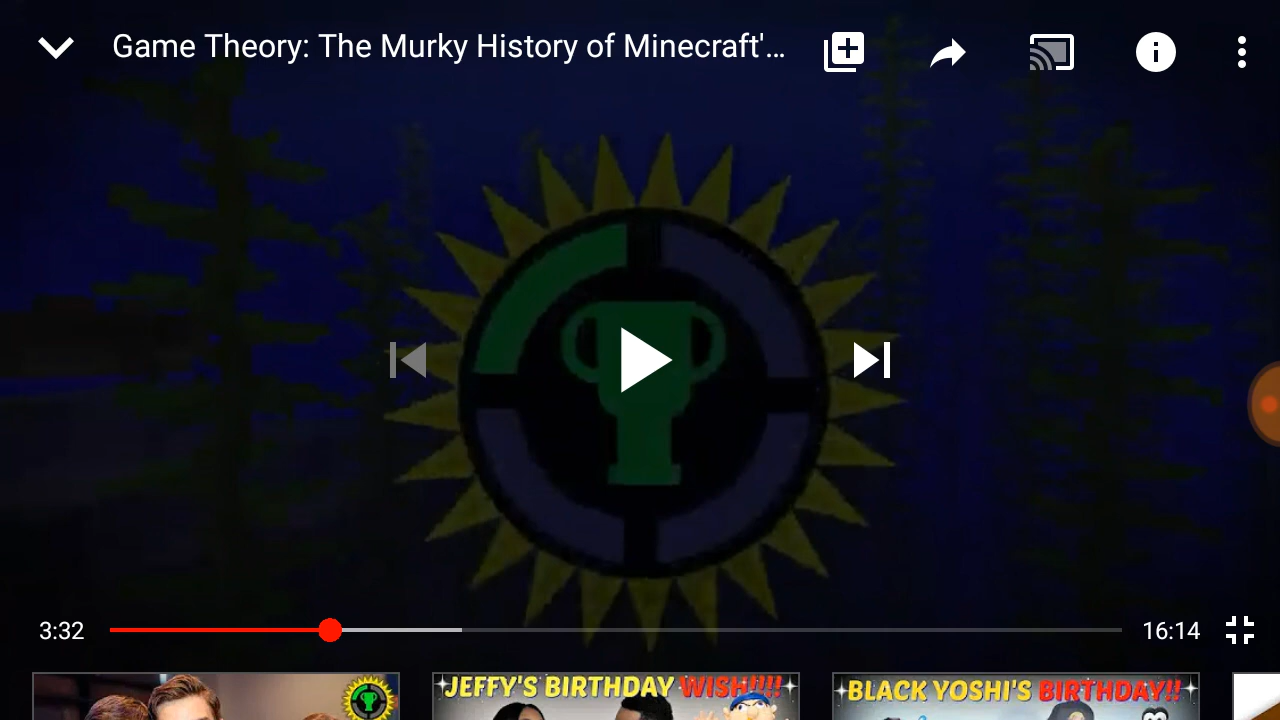 Game Theory: The Murky History of Minecraft'...
3:32
16:14
JEFFY'S BIRTHDAY WISH!!!!
BLACK YOSHI'S BIRTHDAY!!